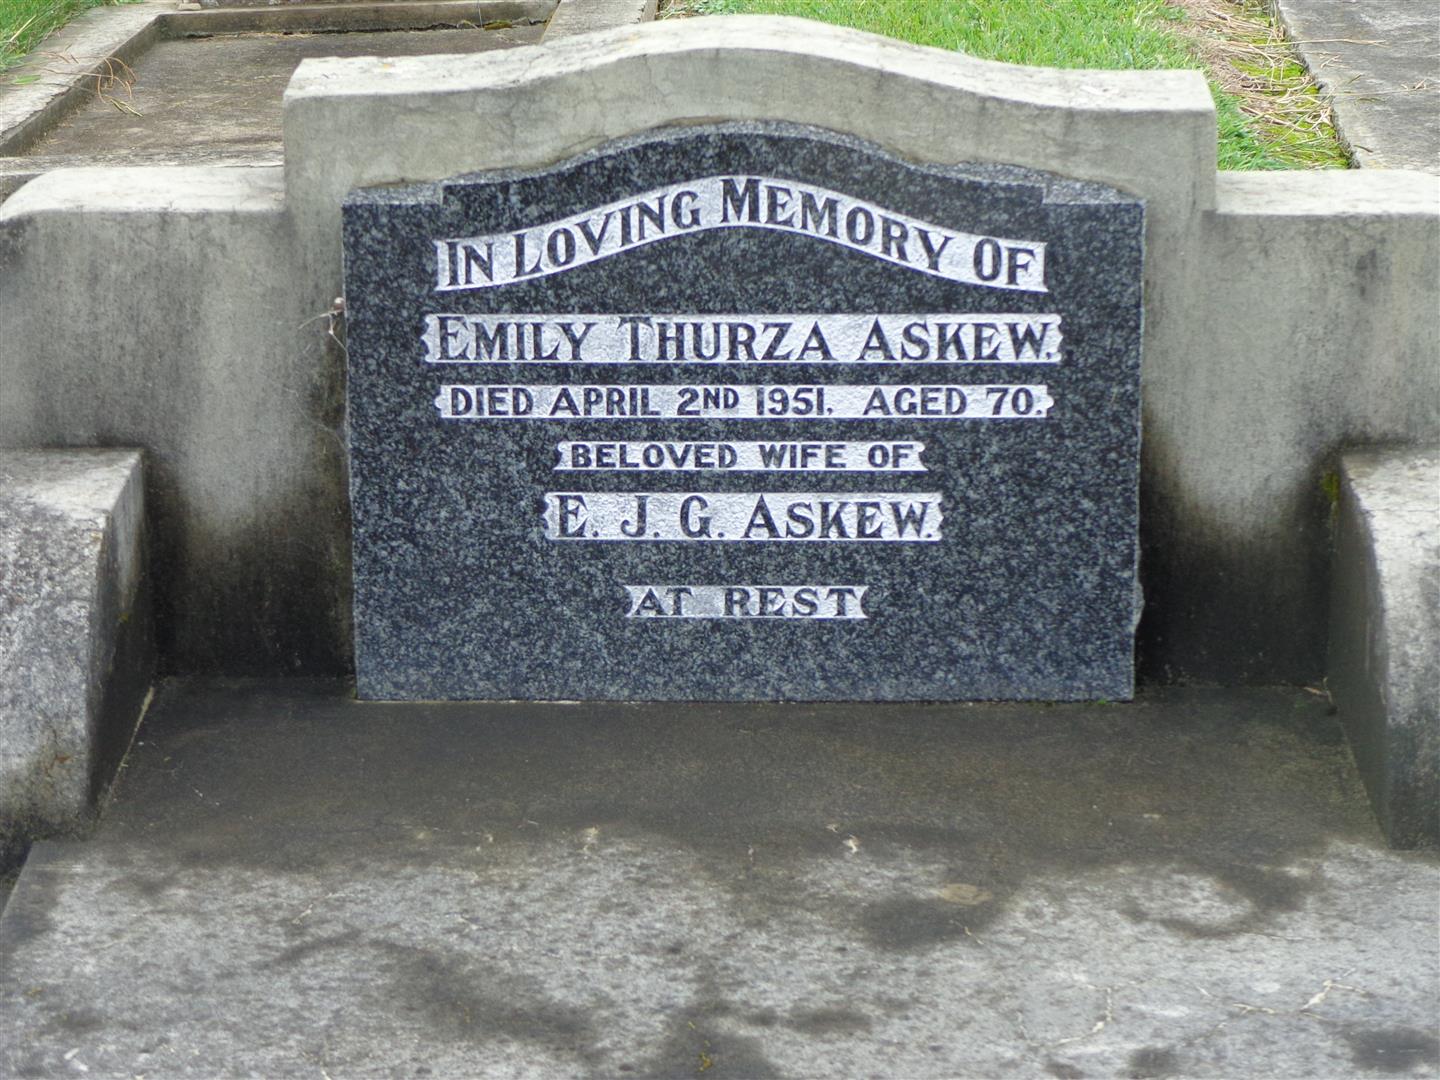 IN LOVING MEMORY OF
EMILY THURZA ASKEW.
DIED APRIL 2ND 1951, AGED 70.
BELOVED WIFE OF
E. J. G. ASKEW.
AT REST